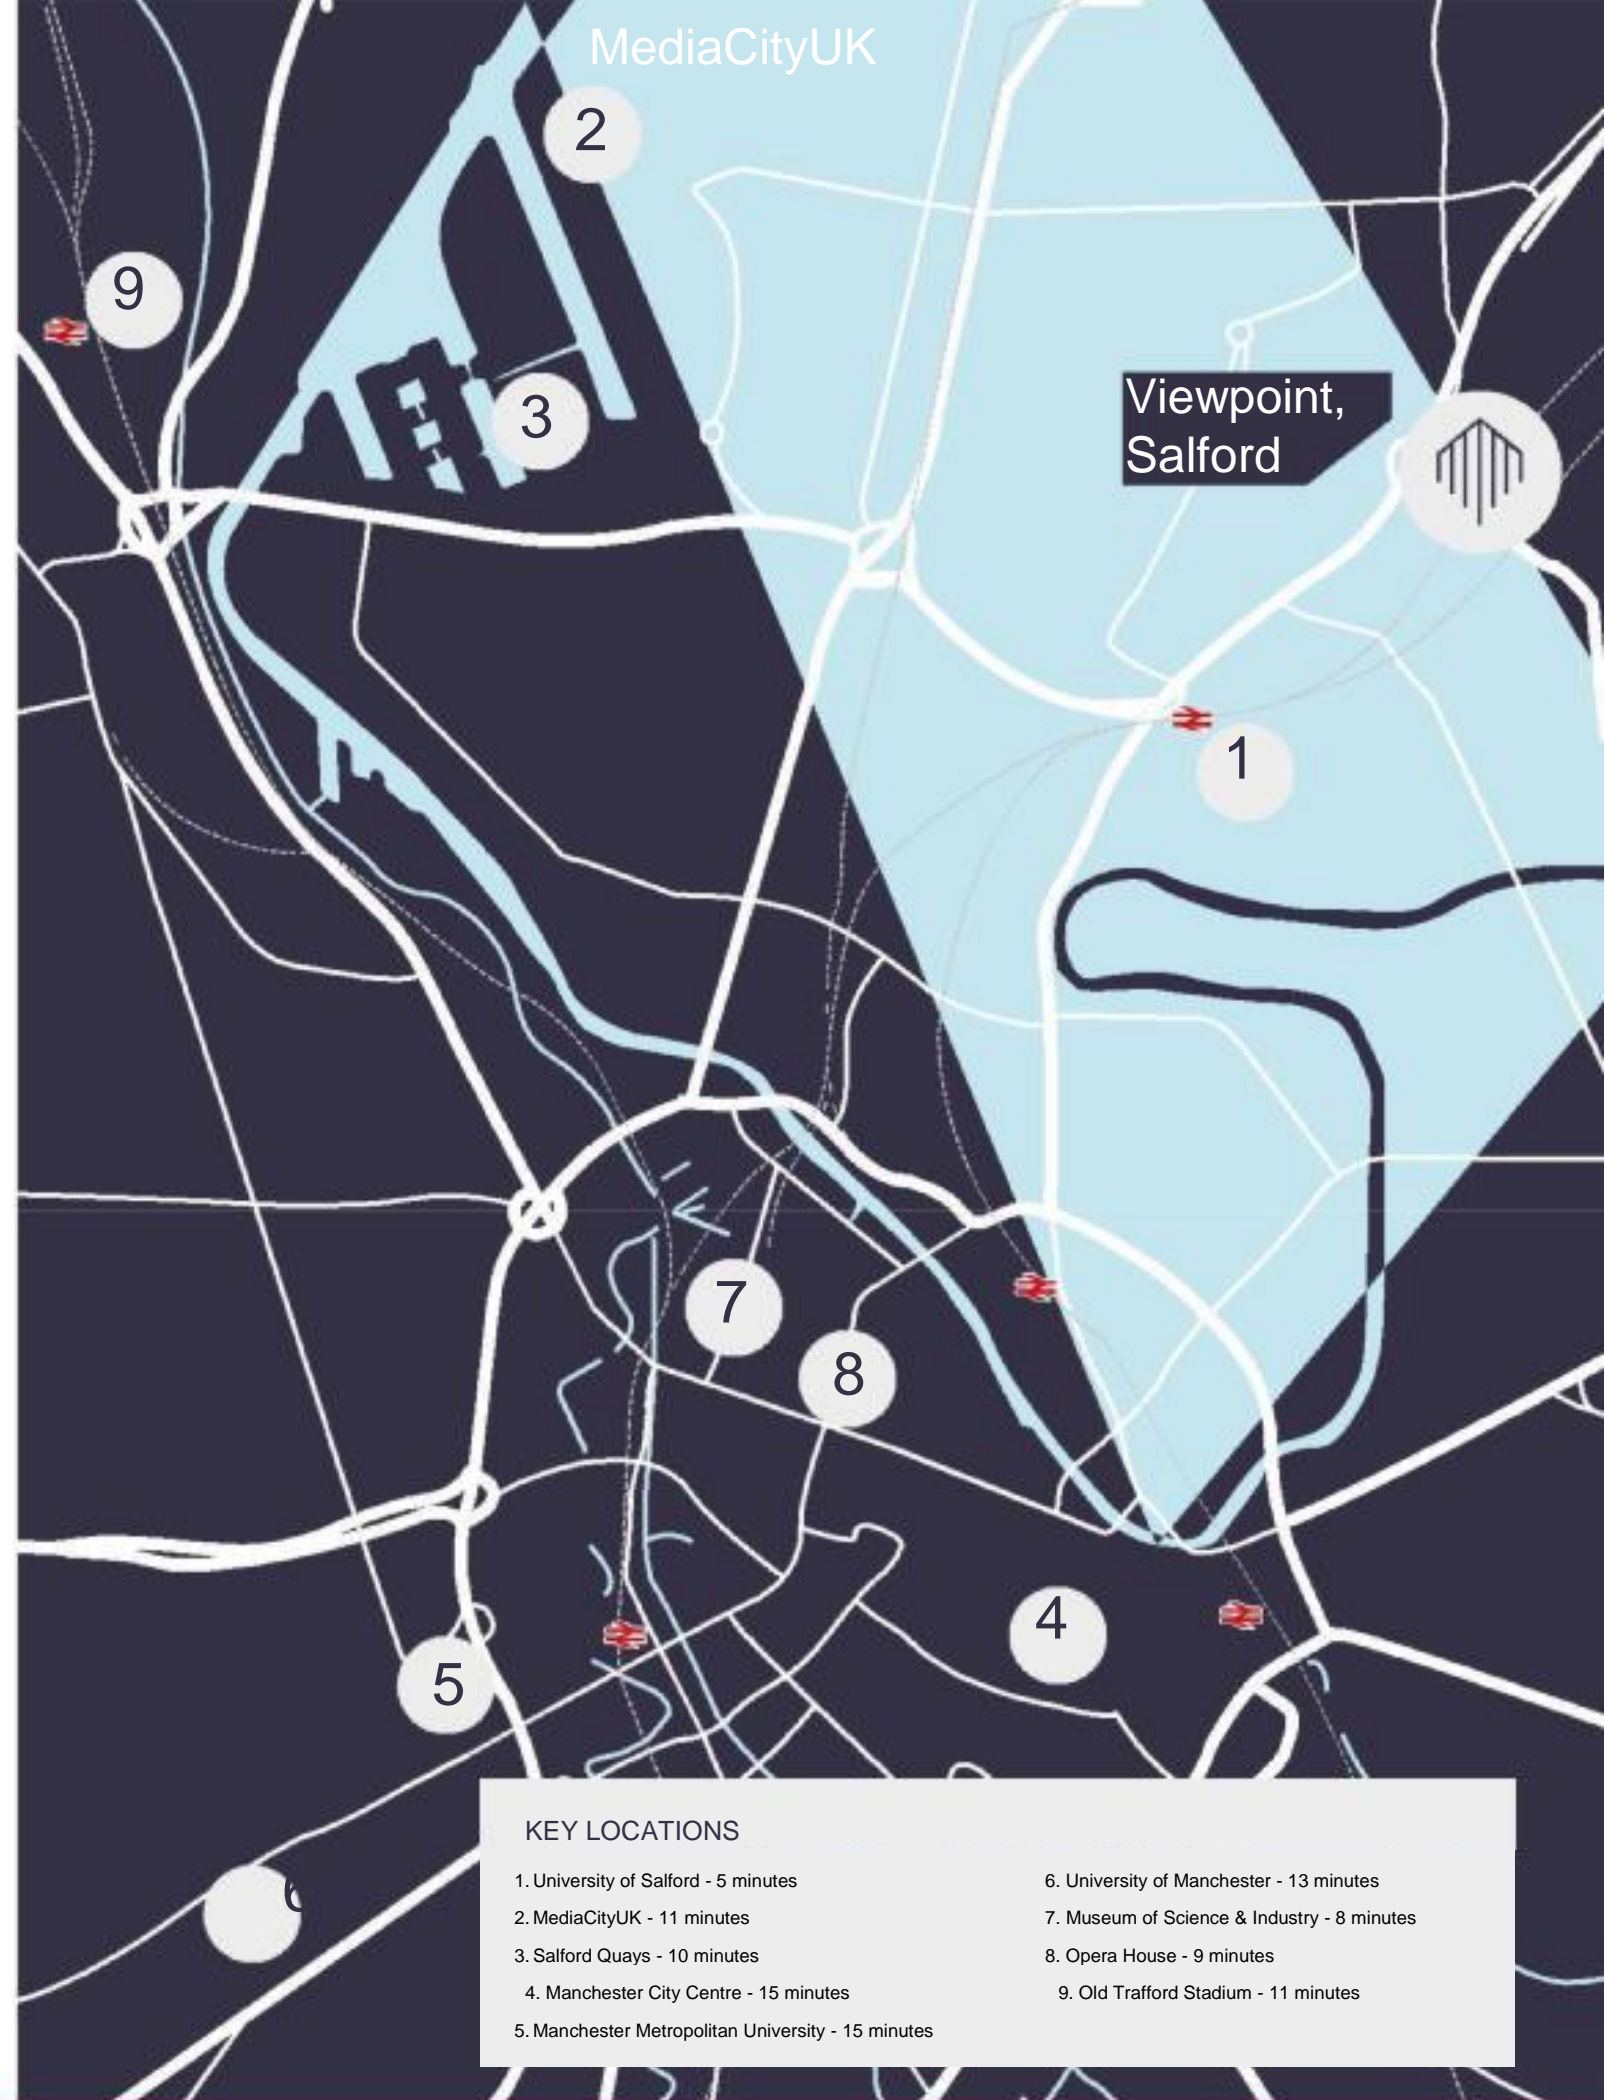 MediaCityUK
2
9
3
Viewpoint,
Salford
1
7
8
4
5
6
KEY LOCATIONS
1. University of Salford - 5 minutes
2. MediaCityUK - 11 minutes
3. Salford Quays - 10 minutes
4. Manchester City Centre - 15 minutes
5. Manchester Metropolitan University - 15 minutes
6. University of Manchester - 13 minutes
7. Museum of Science & Industry - 8 minutes
8. Opera House - 9 minutes
9. Old Trafford Stadium - 11 minutes